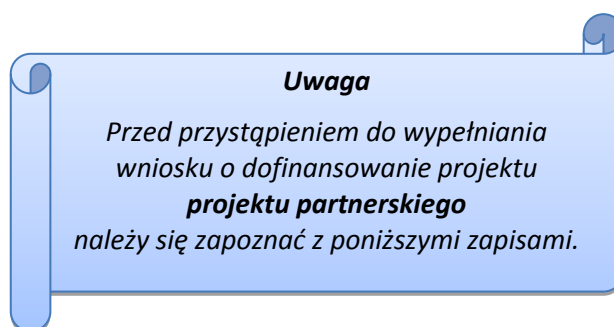 Uwaga
Przed przystąpieniem do wypełniania
wniosku o dofinansowanie projektu
projektu partnerskiego
należy się zapoznać z poniższymi zapisami.